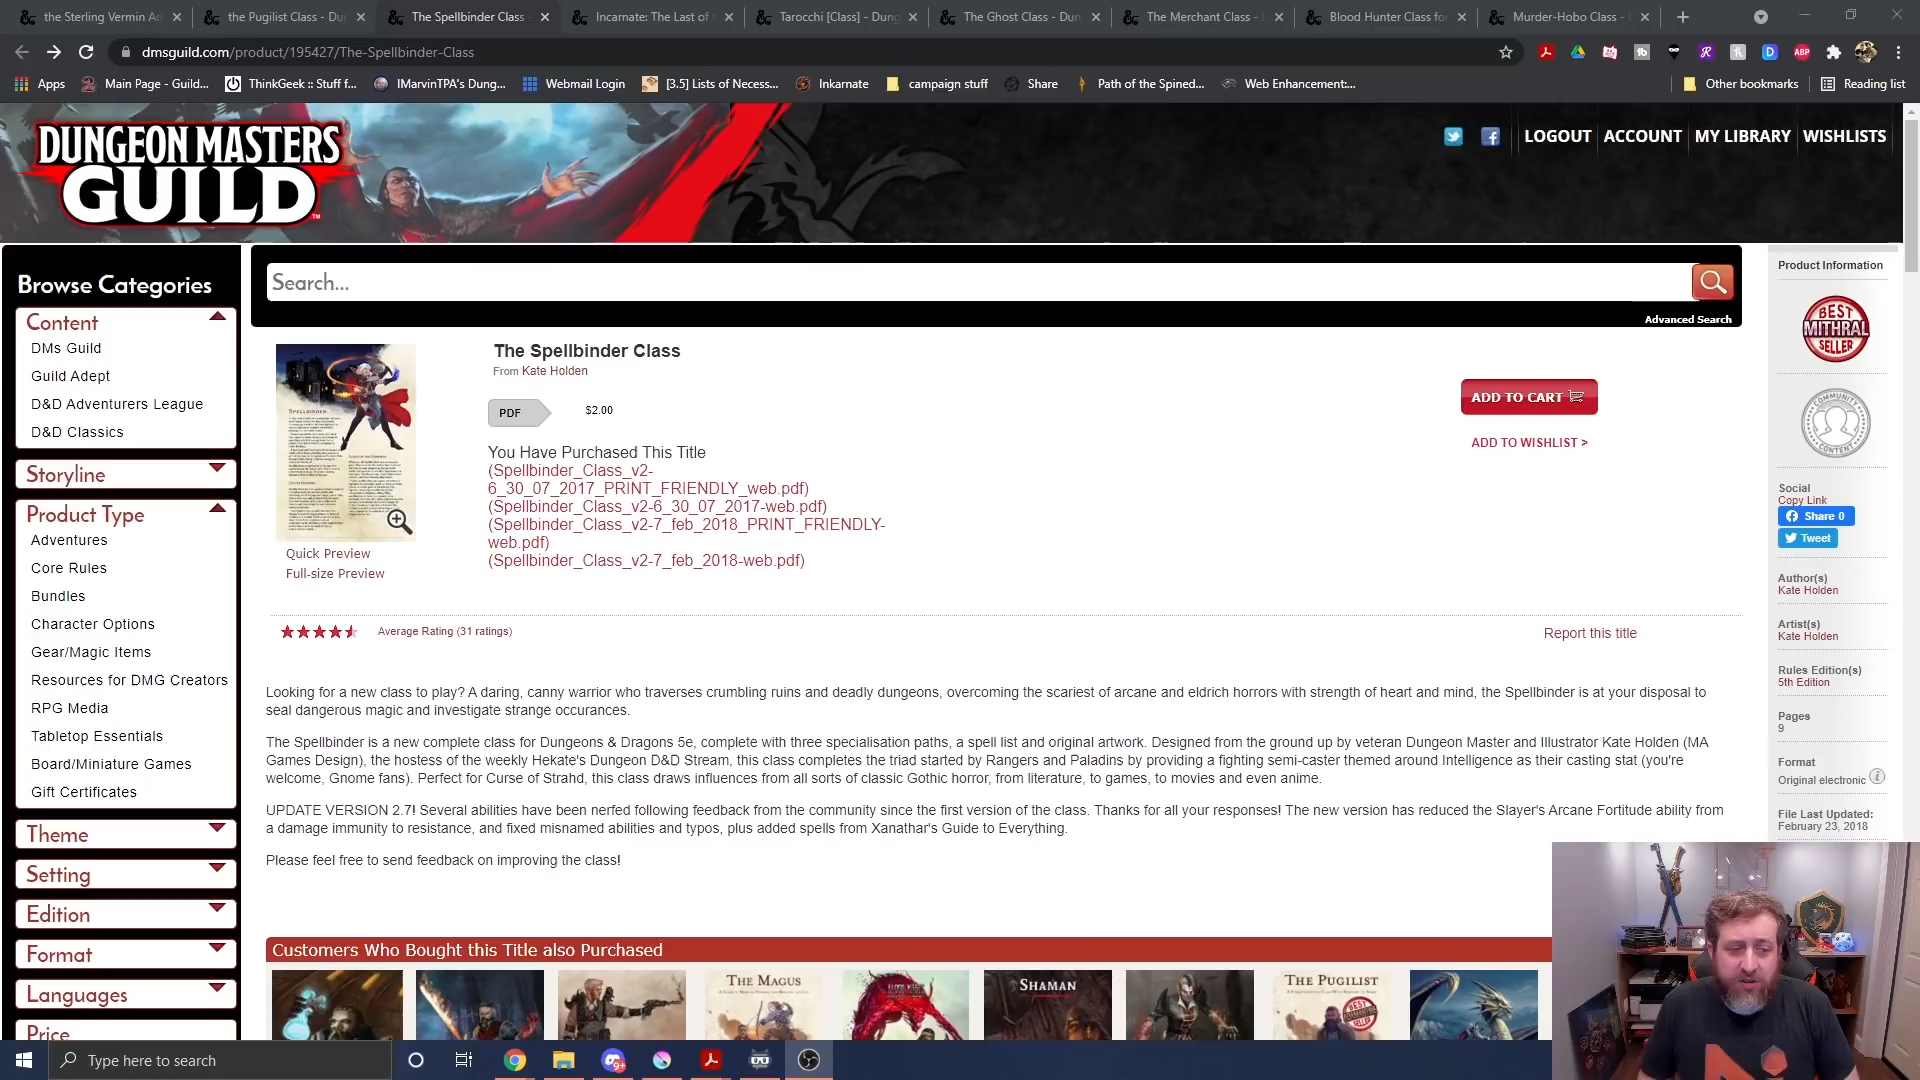 the Sterling Vermin Ad
the Pugilist Class - Du
The Spellbinder Class -
Incarnate: The Last of
Tarocchi [Class] - Dung
The Ghost Class - Dun
The Merchant Class -
Blood Hunter Class for
Murder-Hobo Class -
dmsguild.com/product/195427/The-Spellbinder-Class
Apps
Main Page - Guild...
ThinkGeek :: Stuff f...
IMarvinTPA's Dung...
Webmail Login
[3.5] Lists of Necess...
Inkarnate
campaign stuff
Share
Path of the Spined...
Web Enhancement...
Other bookmarks
Reading list
DUNGEON MASTERS
GUILD
LOGOUT ACCOUNT MY LIBRARY WISHLISTS
Browse Categories
Content
DMs Guild
Guild Adept
D&D Adventurers League
D&D Classics
Storyline
Product Type
Adventures
Core Rules
Bundles
Character Options
Gear/Magic Items
Resources for DMG Creators
RPG Media
Tabletop Essentials
Board/Miniature Games
Gift Certificates
Theme
Setting
Edition
Format
Languages
Price
Search...
Advanced Search
SPELLBINDER
Quick Preview
Full-size Preview
The Spellbinder Class
From Kate Holden
PDF
$2.00
You Have Purchased This Title
(Spellbinder_Class_v2-
6_30_07_2017_PRINT_FRIENDLY_web.pdf)
(Spellbinder_Class_v2-6_30_07_2017-web.pdf)
(Spellbinder_Class_v2-7_feb_2018_PRINT_FRIENDLY-
web.pdf)
(Spellbinder_Class_v2-7_feb_2018-web.pdf)
ADD TO CART
ADD TO WISHLIST >
Average Rating (31 ratings)
Report this title
Looking for a new class to play? A daring, canny warrior who traverses crumbling ruins and deadly dungeons, overcoming the scariest of arcane and eldrich horrors with strength of heart and mind, the Spellbinder is at your disposal to
seal dangerous magic and investigate strange occurances.
The Spellbinder is a new complete class for Dungeons & Dragons 5e, complete with three specialisation paths, a spell list and original artwork. Designed from the ground up by veteran Dungeon Master and Illustrator Kate Holden (MA
Games Design), the hostess of the weekly Hekate's Dungeon D&D Stream, this class completes the triad started by Rangers and Paladins by providing a fighting semi-caster themed around Intelligence as their casting stat (you're
welcome, Gnome fans). Perfect for Curse of Strahd, this class draws influences from all sorts of classic Gothic horror, from literature, to games, to movies and even anime.
UPDATE VERSION 2.7! Several abilities have been nerfed following feedback from the community since the first version of the class. Thanks for all your responses! The new version has reduced the Slayer's Arcane Fortitude ability from
a damage immunity to resistance, and fixed misnamed abilities and typos, plus added spells from Xanathar's Guide to Everything.
Please feel free to send feedback on improving the class!
Customers Who Bought this Title also Purchased
THE MAGUS
SHAMAN
THE PUGILIST
BEST
SELLER
Product Information
BEST
MITHRAL
SELLER
COMMUNITY
CONTENT
Social
Copy Link
Share 0
Tweet
Author(s)
Kate Holden
Artist(s)
Kate Holden
Rules Edition(s)
5th Edition
Pages
9
Format
Original electronic
File Last Updated:
February 23, 2018
Type here to search